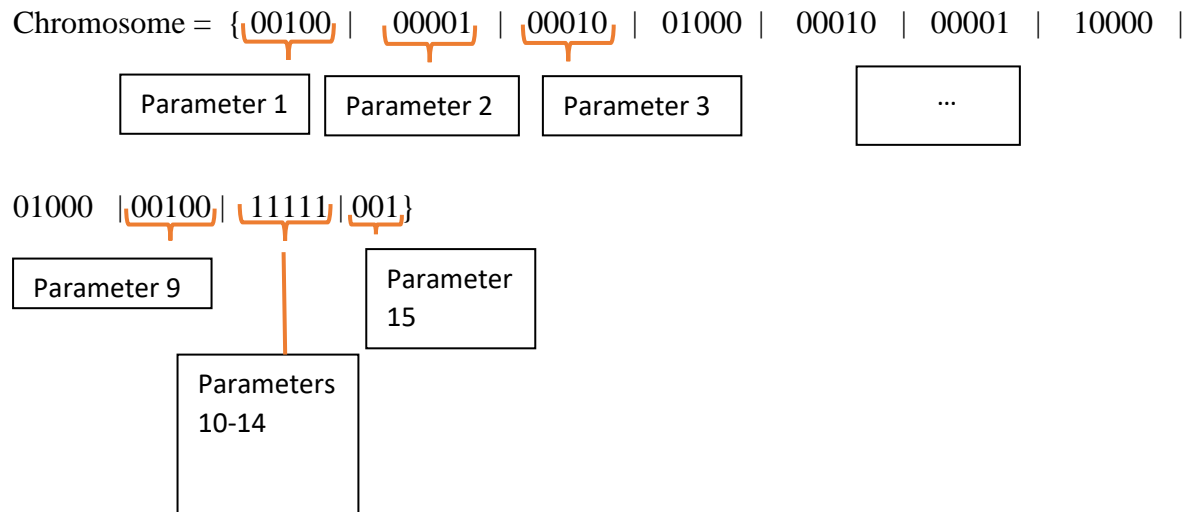 Chromosome = {00100 | 00001 | 00010 | 01000 | 00010 | 00001 | 10000 |
Parameter 1 Parameter 2 Parameter 3 ...
01000 |00100| 11111|001}
Parameter 9
Parameter
15
Parameters
10-14